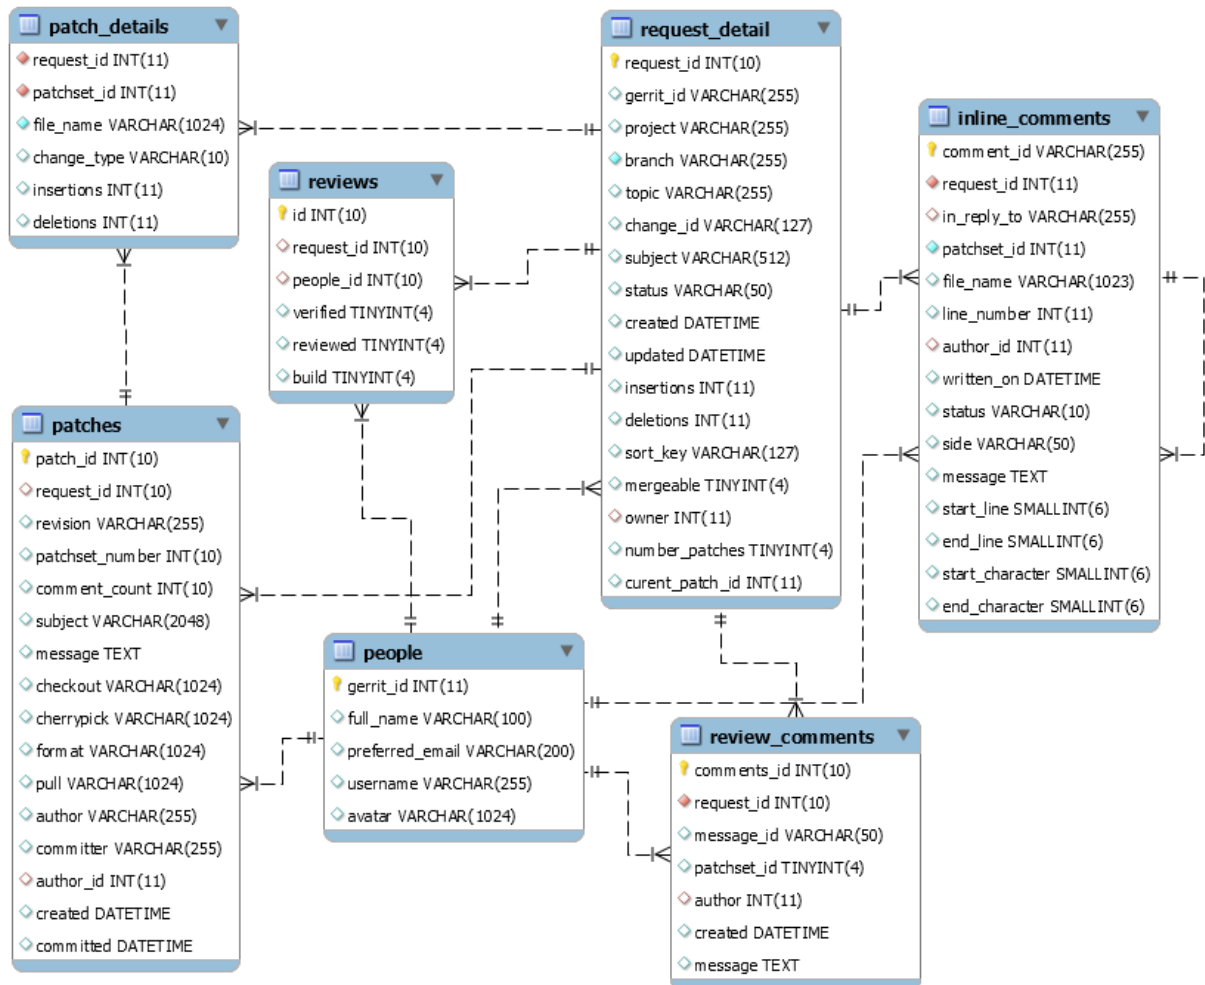 patch_details
request_id INT(11)
patchset_id INT(11)
file_name VARCHAR(1024)
change_type VARCHAR(10)
insertions INT(11)
deletions INT(11)
reviews
id INT(10)
request_id INT(10)
people_id INT(10)
verified TINYINT(4)
reviewed TINYINT(4)
build TINYINT(4)
request_detail
request_id INT(10)
gerrit_id VARCHAR(255)
project VARCHAR(255)
branch VARCHAR(255)
topic VARCHAR(255)
change_id VARCHAR(127)
subject VARCHAR(512)
status VARCHAR(50)
created DATETIME
updated DATETIME
insertions INT(11)
deletions INT(11)
sort_key VARCHAR(127)
mergeable TINYINT(4)
owner INT(11)
number_patches TINYINT(4)
curent_patch_id INT(11)
inline_comments
comment_id VARCHAR(255)
request_id INT(11)
in_reply_to VARCHAR(255)
patchset_id INT(11)
file_name VARCHAR(1023)
line_number INT(11)
author_id INT(11)
written_on DATETIME
status VARCHAR(10)
side VARCHAR(50)
message TEXT
start_line SMALLINT(6)
end_line SMALLINT(6)
start_character SMALLINT(6)
end_character SMALLINT(6)
patches
patch_id INT(10)
request_id INT(10)
revision VARCHAR(255)
patchset_number INT(10)
comment_count INT(10)
subject VARCHAR(2048)
message TEXT
checkout VARCHAR(1024)
cherrypick VARCHAR(1024)
format VARCHAR(1024)
pull VARCHAR(1024)
author VARCHAR(255)
committer VARCHAR(255)
author_id INT(11)
created DATETIME
committed DATETIME
people
gerrit_id INT(11)
full_name VARCHAR(100)
preferred_email VARCHAR(200)
username VARCHAR(255)
avatar VARCHAR(1024)
review_comments
comments_id INT(10)
request_id INT(10)
message_id VARCHAR(50)
patchset_id TINYINT(4)
author INT(11)
created DATETIME
message TEXT